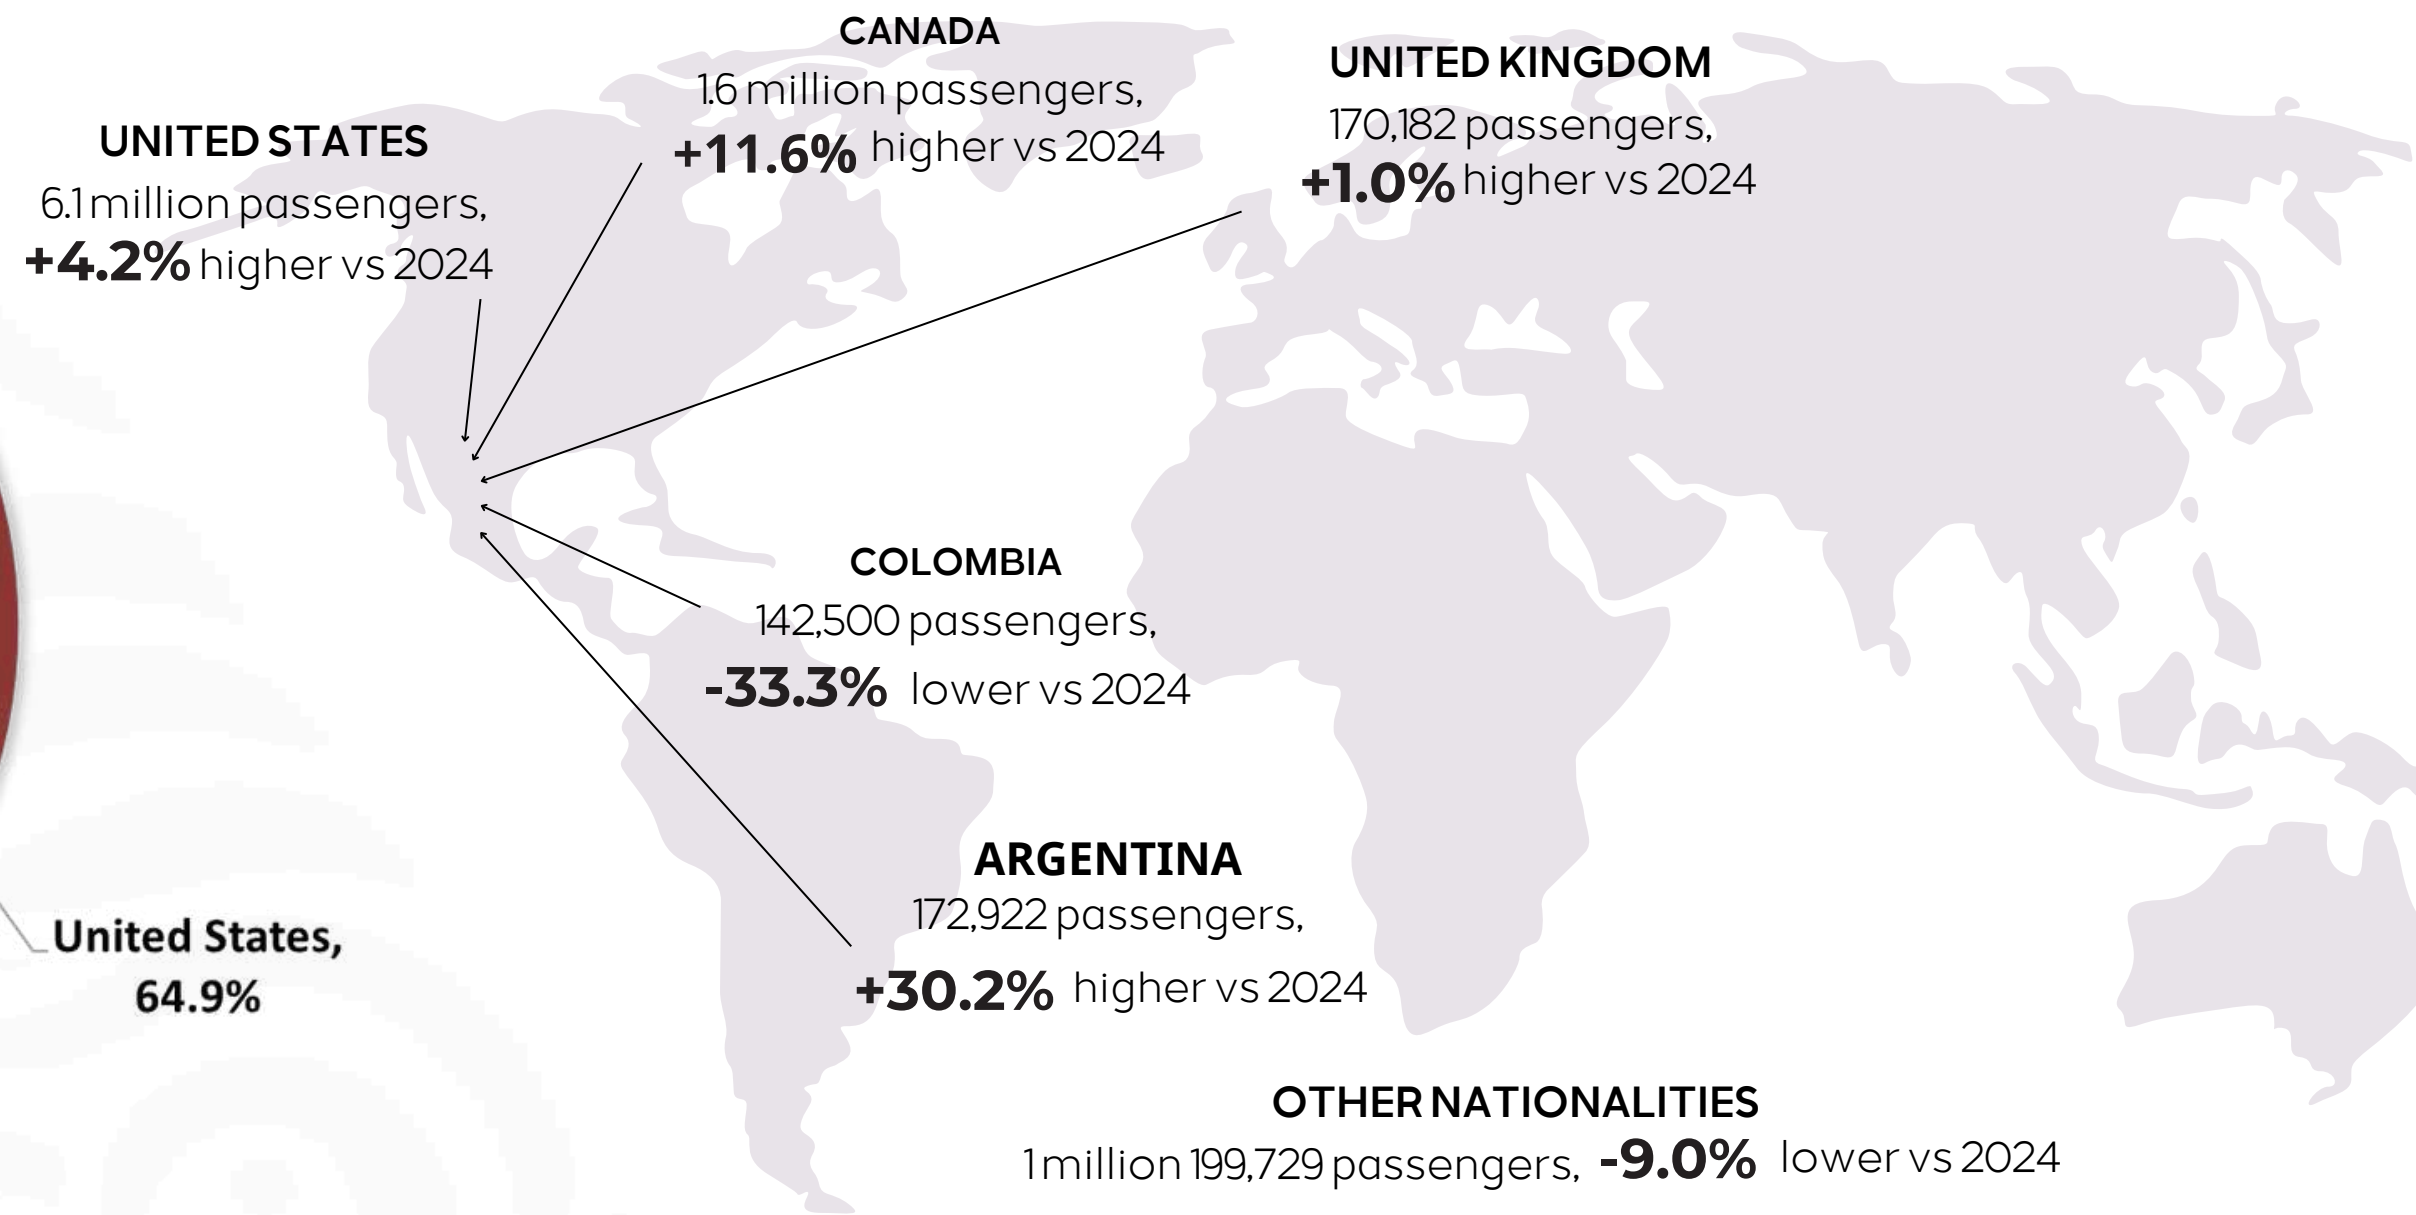 CANADA
1.6 million passengers,
+11.6% higher vs 2024
UNITED KINGDOM
170,182 passengers,
+1.0% higher vs 2024
UNITED STATES
6.1 million passengers,
+4.2% higher vs 2024
COLOMBIA
142,500 passengers,
-33.3% lower vs 2024
ARGENTINA
172,922 passengers,
+30.2% higher vs 2024
United States,
64.9%
OTHER NATIONALITIES
1 million 199,729 passengers, -9.0% lower vs 2024